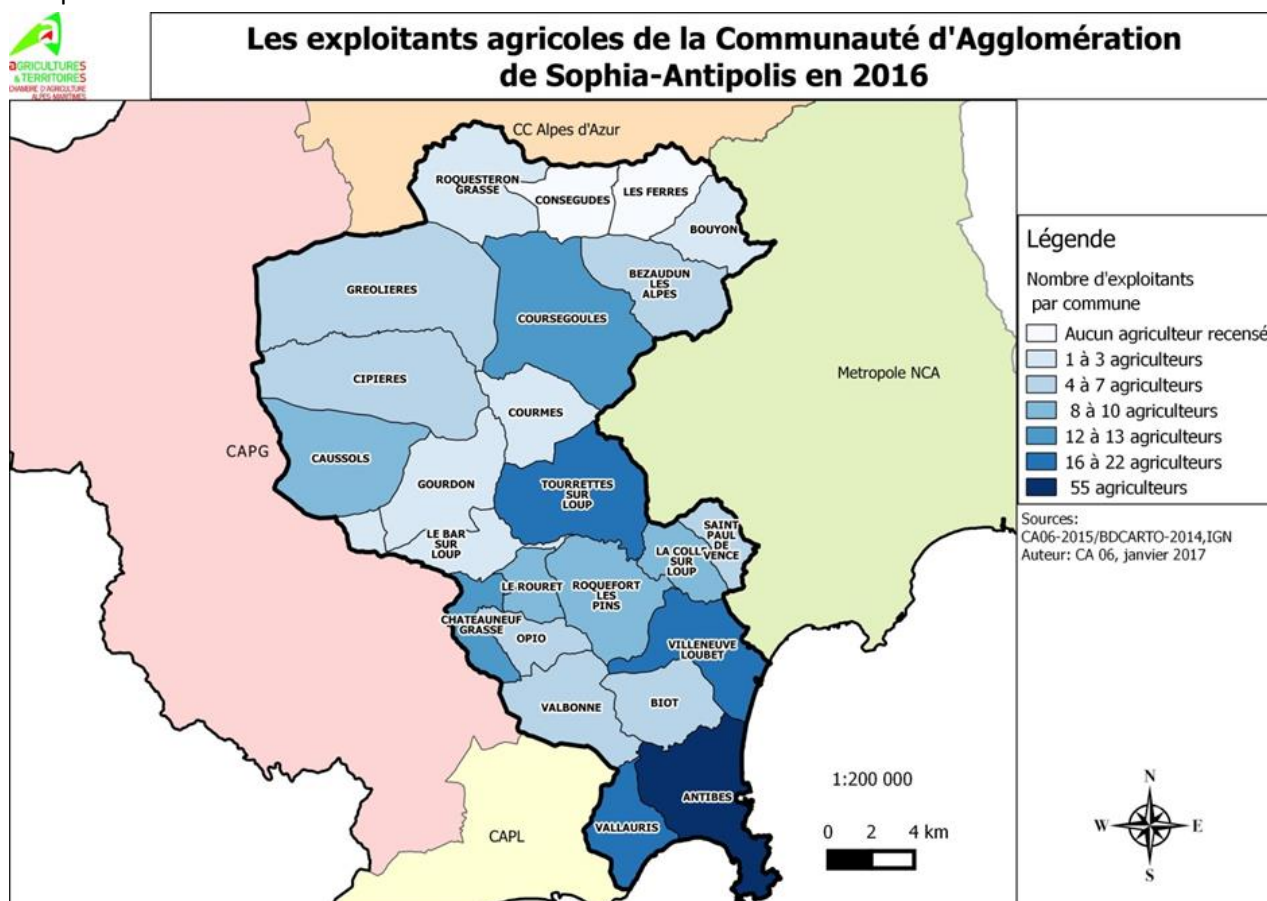 AGRICULTURES
& TERRITOIRES
CHAMBRE D'AGRICULTURE
ALPES-MARITIMES
Les exploitants agricoles de la Communauté d'Agglomération
de Sophia-Antipolis en 2016
CC Alpes d'Azur
ROQUESTERON
GRASSE
CONSEGUDES
LES FERRES
BOUYON
GREOLIERES
BEZAUDUN
LES
ALPES
COURSEGOULES
CIPIERES
Metropole NCA
COURMES
CAPG
CAUSSOLS
GOURDON
TOURRETTES
SUR
LOUP
LE BAR
SUR
LOUP
SAINT
PAUL
DE
VENCE
LA COLLE
SUR
LOUP
LE ROURET
ROQUEFORT
LES
PINS
CHATEAUNEUF
GRASSE
OPIO
VILLENEUVE
LOUBET
VALBONNE
BIOT
ANTIBES
VALLAURIS
CAPL
1:200 000
0 2 4 km
Légende
Nombre d'exploitants
par commune
Aucun agriculteur recensé
1 à 3 agriculteurs
4 à 7 agriculteurs
8 à 10 agriculteurs
12 à 13 agriculteurs
16 à 22 agriculteurs
55 agriculteurs
Sources:
CA06-2015/BDCARTO-2014,IGN
Auteur: CA 06, janvier 2017
N
W E
S